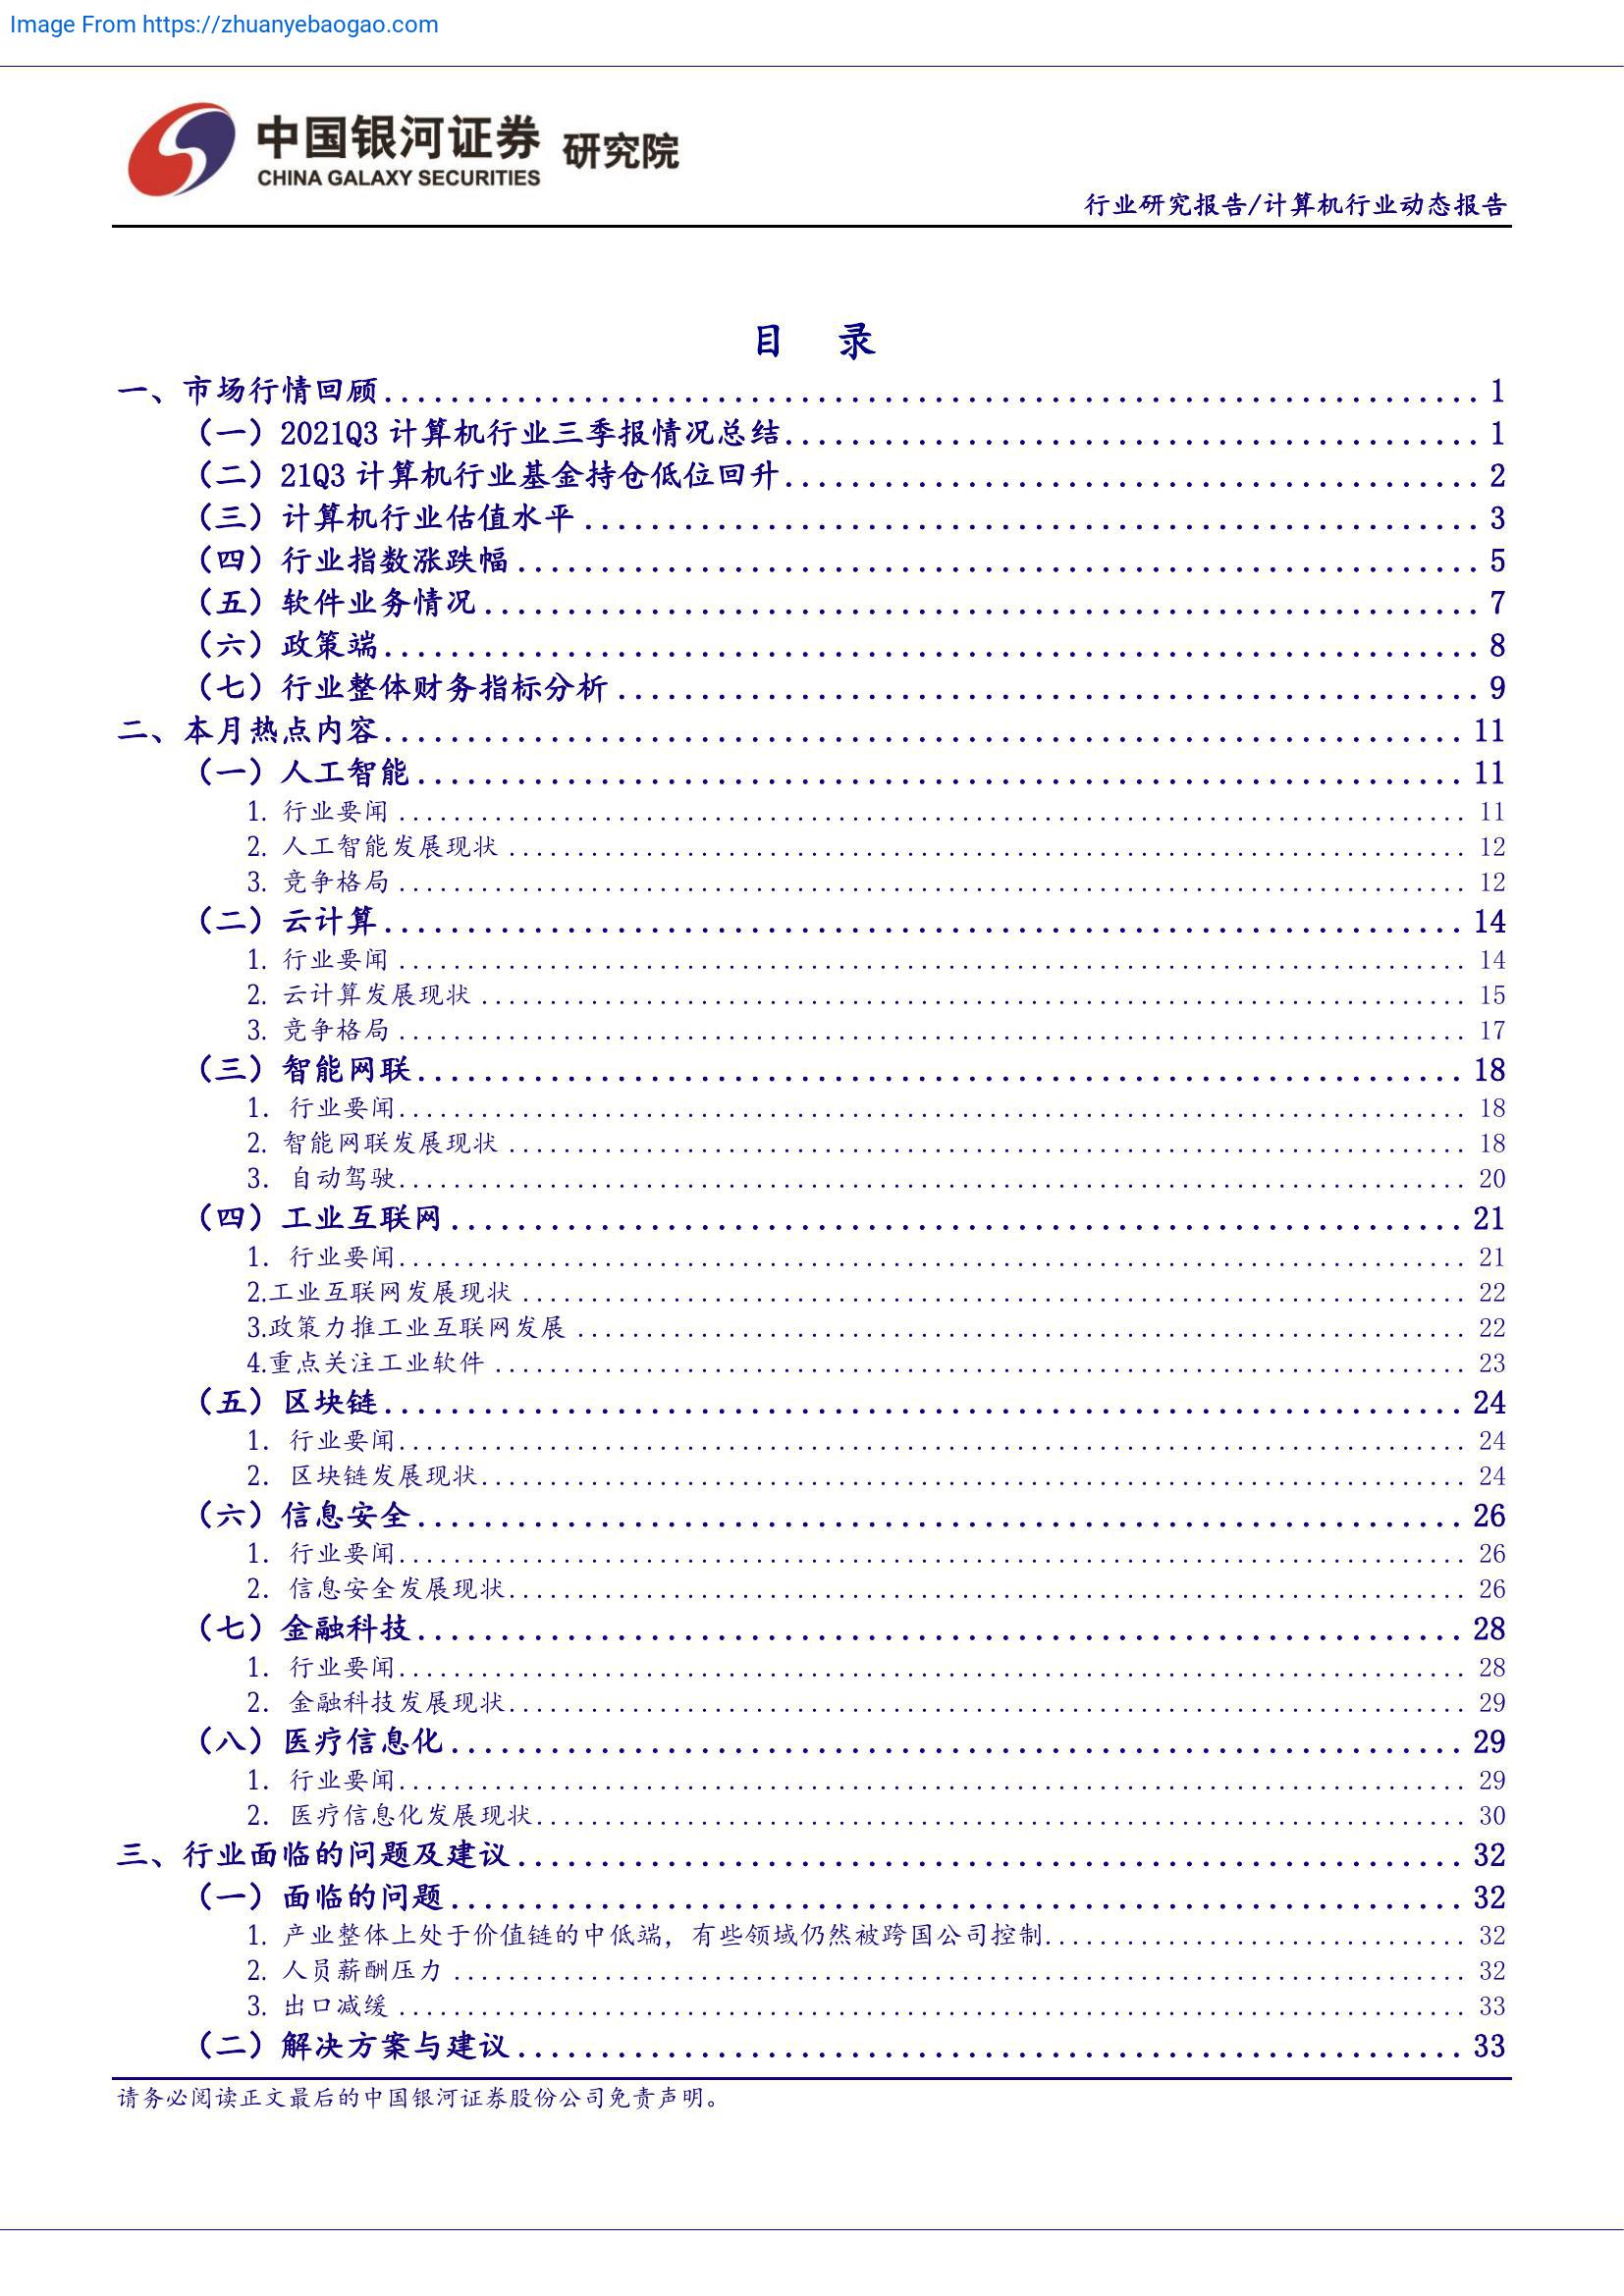 Image From https://zhuanyebaogao.com
中国银河证券 研究院
CHINA GALAXY SECURITIES
行业研究报告/计算机行业动态报告
目 录
一、市场行情回顾 1
（一）2021Q3 计算机行业三季报情况总结 1
（二）21Q3 计算机行业基金持仓低位回升 2
（三）计算机行业估值水平 3
（四）行业指数涨跌幅 5
（五）软件业务情况 7
（六）政策端 8
（七）行业整体财务指标分析 9
二、本月热点内容 11
（一）人工智能 11
1. 行业要闻 11
2. 人工智能发展现状 12
3. 竞争格局 12
（二）云计算 14
1. 行业要闻 14
2. 云计算发展现状 15
3. 竞争格局 17
（三）智能网联 18
1. 行业要闻 18
2. 智能网联发展现状 18
3. 自动驾驶 20
（四）工业互联网 21
1. 行业要闻 21
2.工业互联网发展现状 22
3.政策力推工业互联网发展 22
4.重点关注工业软件 23
（五）区块链 24
1. 行业要闻 24
2. 区块链发展现状 24
（六）信息安全 26
1. 行业要闻 26
2. 信息安全发展现状 26
（七）金融科技 28
1. 行业要闻 28
2. 金融科技发展现状 29
（八）医疗信息化 29
1. 行业要闻 29
2. 医疗信息化发展现状 30
三、行业面临的问题及建议 32
（一）面临的问题 32
1. 产业整体上处于价值链的中低端，有些领域仍然被跨国公司控制 32
2. 人员薪酬压力 32
3. 出口减缓 33
（二）解决方案与建议 33
请务必阅读正文最后的中国银河证券股份公司免责声明。